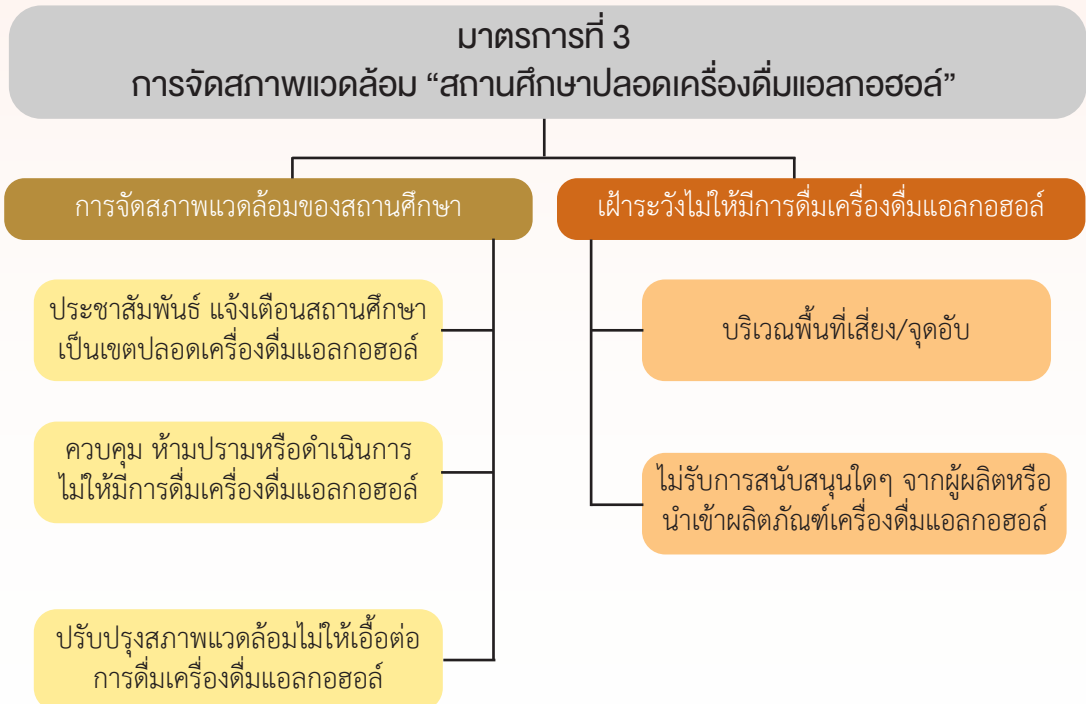 มาตรการที่ 3
การจัดสภาพแวดล้อม “สถานศึกษาปลอดเครื่องดื่มแอลกอฮอล์”
การจัดสภาพแวดล้อมของสถานศึกษา
ประชาสัมพันธ์ แจ้งเตือนสถานศึกษา
เป็นเขตปลอดเครื่องดื่มแอลกอฮอล์
ควบคุม ห้ามปรามหรือดำเนินการ
ไม่ให้มีการดื่มเครื่องดื่มแอลกอฮอล์
ปรับปรุงสภาพแวดล้อมไม่ให้เอื้อต่อ
การดื่มเครื่องดื่มแอลกอฮอล์
เฝ้าระวังไม่ให้มีการดื่มเครื่องดื่มแอลกอฮอล์
บริเวณพื้นที่เสี่ยง/จุดอับ
ไม่รับการสนับสนุนใดๆ จากผู้ผลิตหรือ
นำเข้าผลิตภัณฑ์เครื่องดื่มแอลกอฮอล์